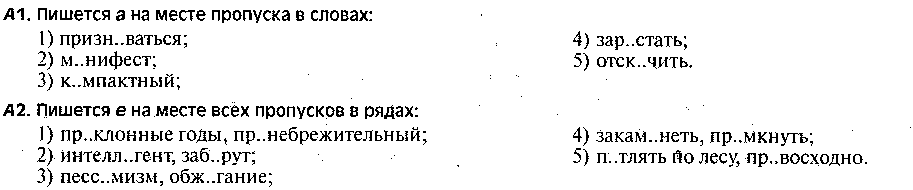 А1. Пишется а на месте пропуска в словах:
1) призн..ваться;
2) м..нифест;
3) к..мпактный;
4) зар..стать;
5) отск..чить.
А2. Пишется е на месте всех пропусков в рядах:
1) пр..клонные годы, пр..небрежительный;
2) интелл..гент, заб..рут;
3) песс..мизм, обж..гание;
4) закам..неть, пр..мкнуть;
5) п..тлять по лесу, пр..восходно.